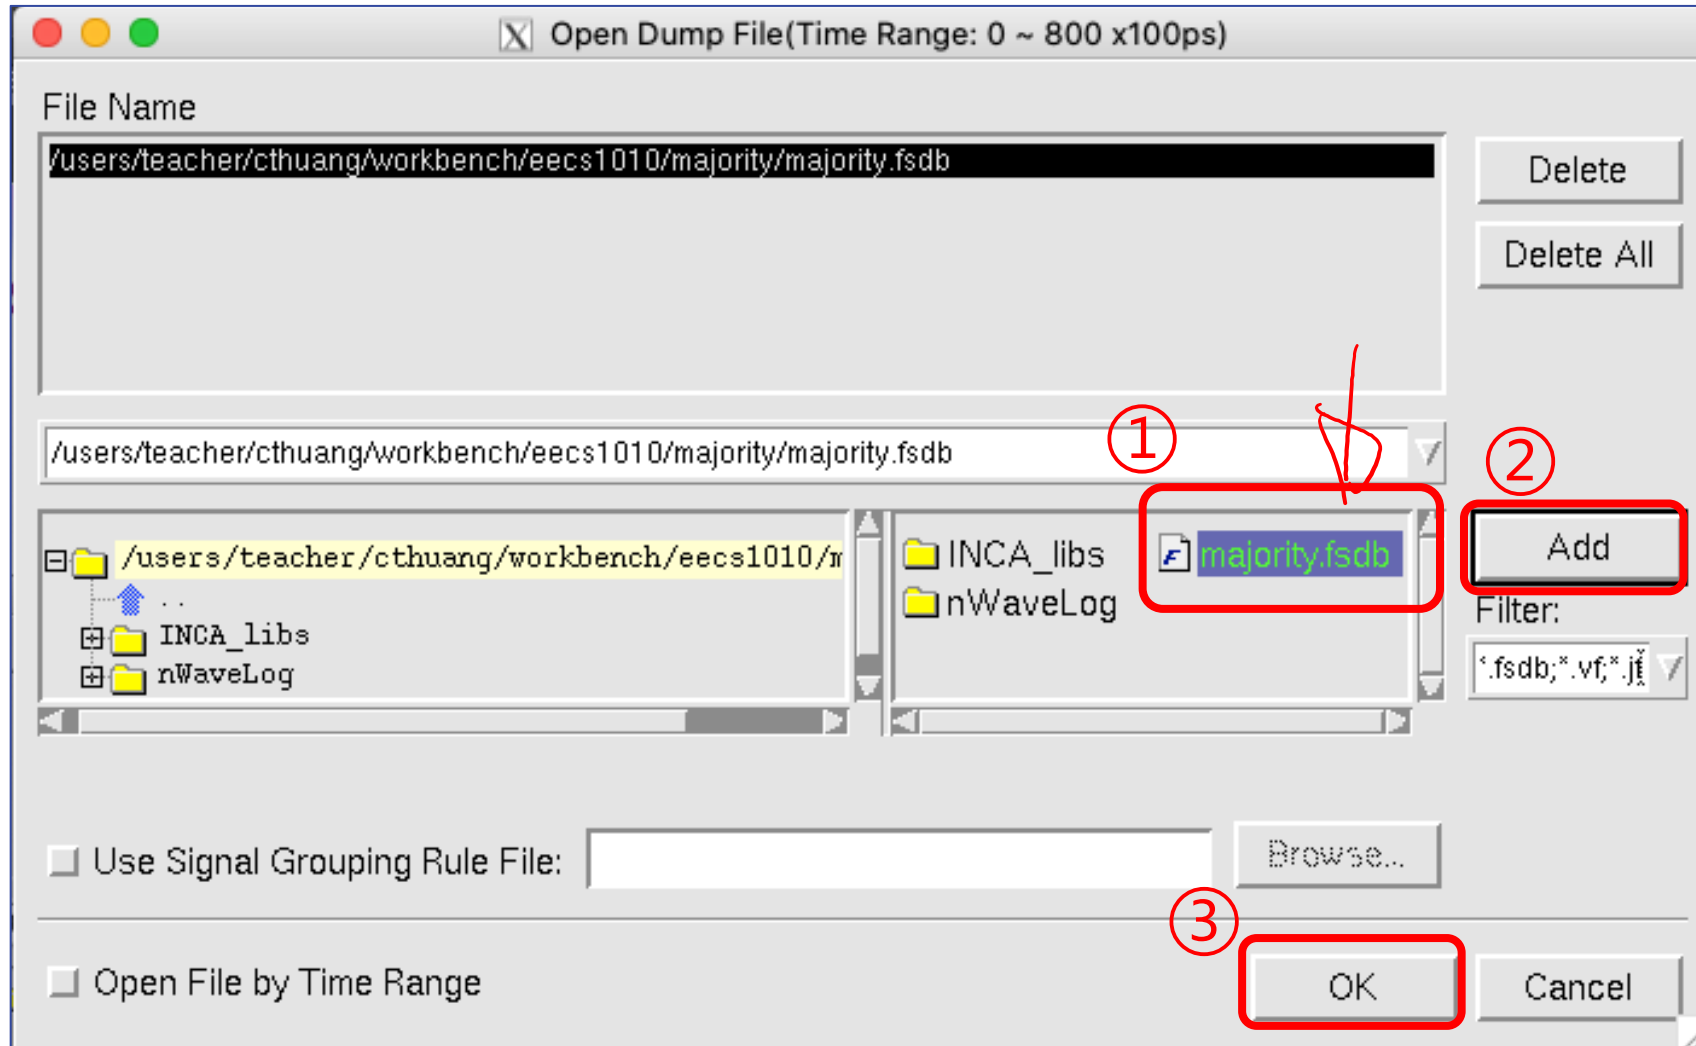 Open Dump File(Time Range: 0 ~ 800 x100ps)
File Name
/users/teacher/cthuang/workbench/eecs1010/majority/majority.fsdb
Delete
Delete All
/users/teacher/cthuang/workbench/eecs1010/majority/majority.fsdb
①
②
/users/teacher/cthuang/workbench/eecs1010/m
..
INCA_libs
nWaveLog
INCA_libs
majority.fsdb
nWaveLog
Add
Filter:
*.fsdb;*.vf;*.jf
Use Signal Grouping Rule File:
Browse...
③
Open File by Time Range
OK
Cancel